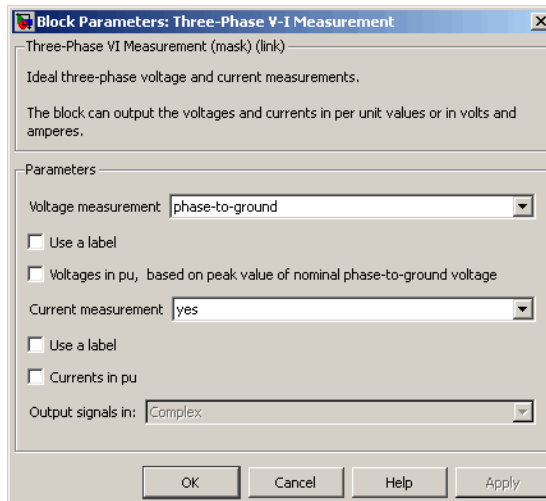 Block Parameters: Three-Phase V-I Measurement
Three-Phase VI Measurement (mask) (link)
Ideal three-phase voltage and current measurements.
The block can output the voltages and currents in per unit values or in volts and
amperes.
Parameters
Voltage measurement phase-to-ground
Use a label
Voltages in pu, based on peak value of nominal phase-to-ground voltage
Current measurement yes
Use a label
Currents in pu
Output signals in: Complex
OK Cancel Help Apply